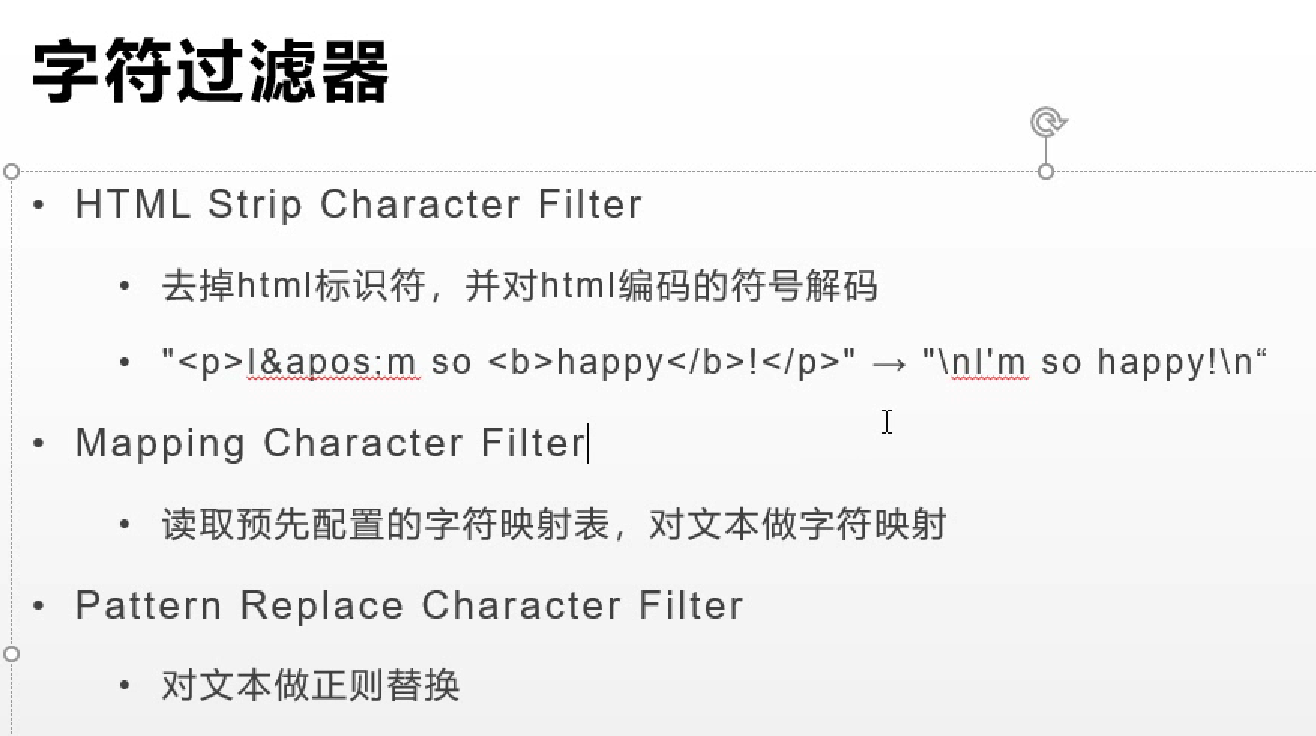 字符过滤器
• HTML Strip Character Filter
• 去掉html标识符，并对html编码的符号解码
• "<p>I&apos;m so <b>happy</b>!</p>" → "\nI'm so happy!\n“
• Mapping Character Filter
• 读取预先配置的字符映射表，对文本做字符映射
• Pattern Replace Character Filter
• 对文本做正则替换